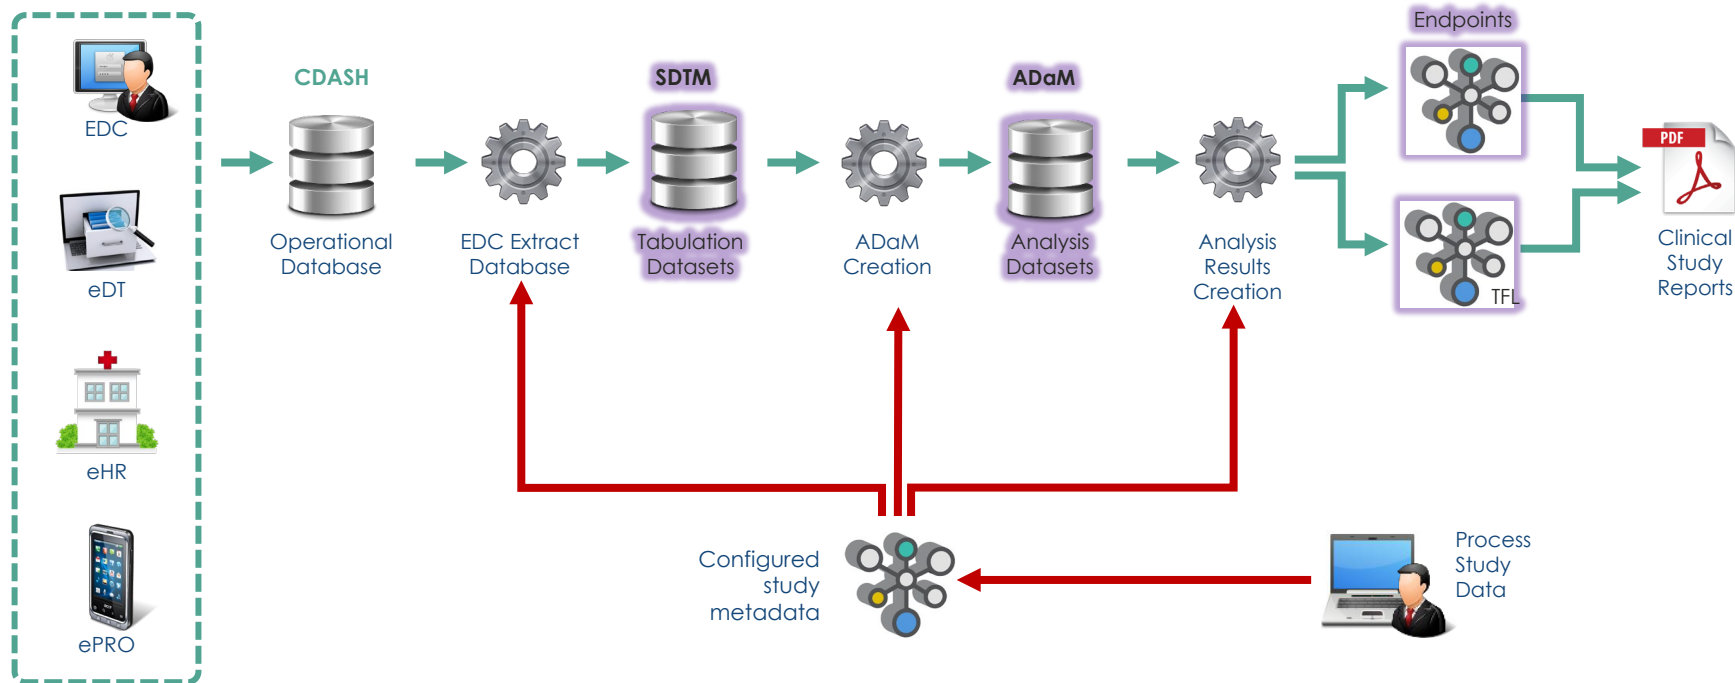 EDC
eDT
eHR
ePRO
CDASH
Operational
Database
EDC Extract
Database
SDTM
Tabulation
Datasets
ADaM
Creation
ADaM
Analysis
Datasets
Analysis
Results
Creation
Endpoints
TFL
PDF
Clinical
Study
Reports
Configured
study
metadata
Process
Study
Data